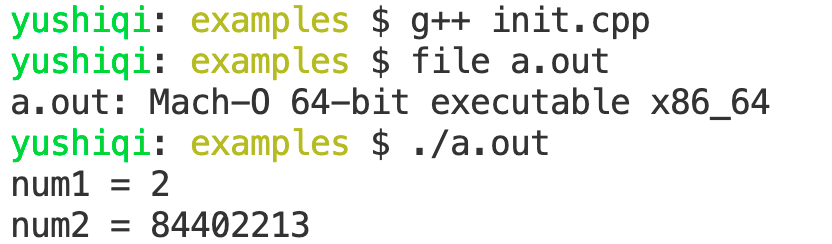 yushiqi: examples $ g++ init.cpp
yushiqi: examples $ file a.out
a.out: Mach-O 64-bit executable x86_64
yushiqi: examples $ ./a.out
num1 = 2
num2 = 84402213